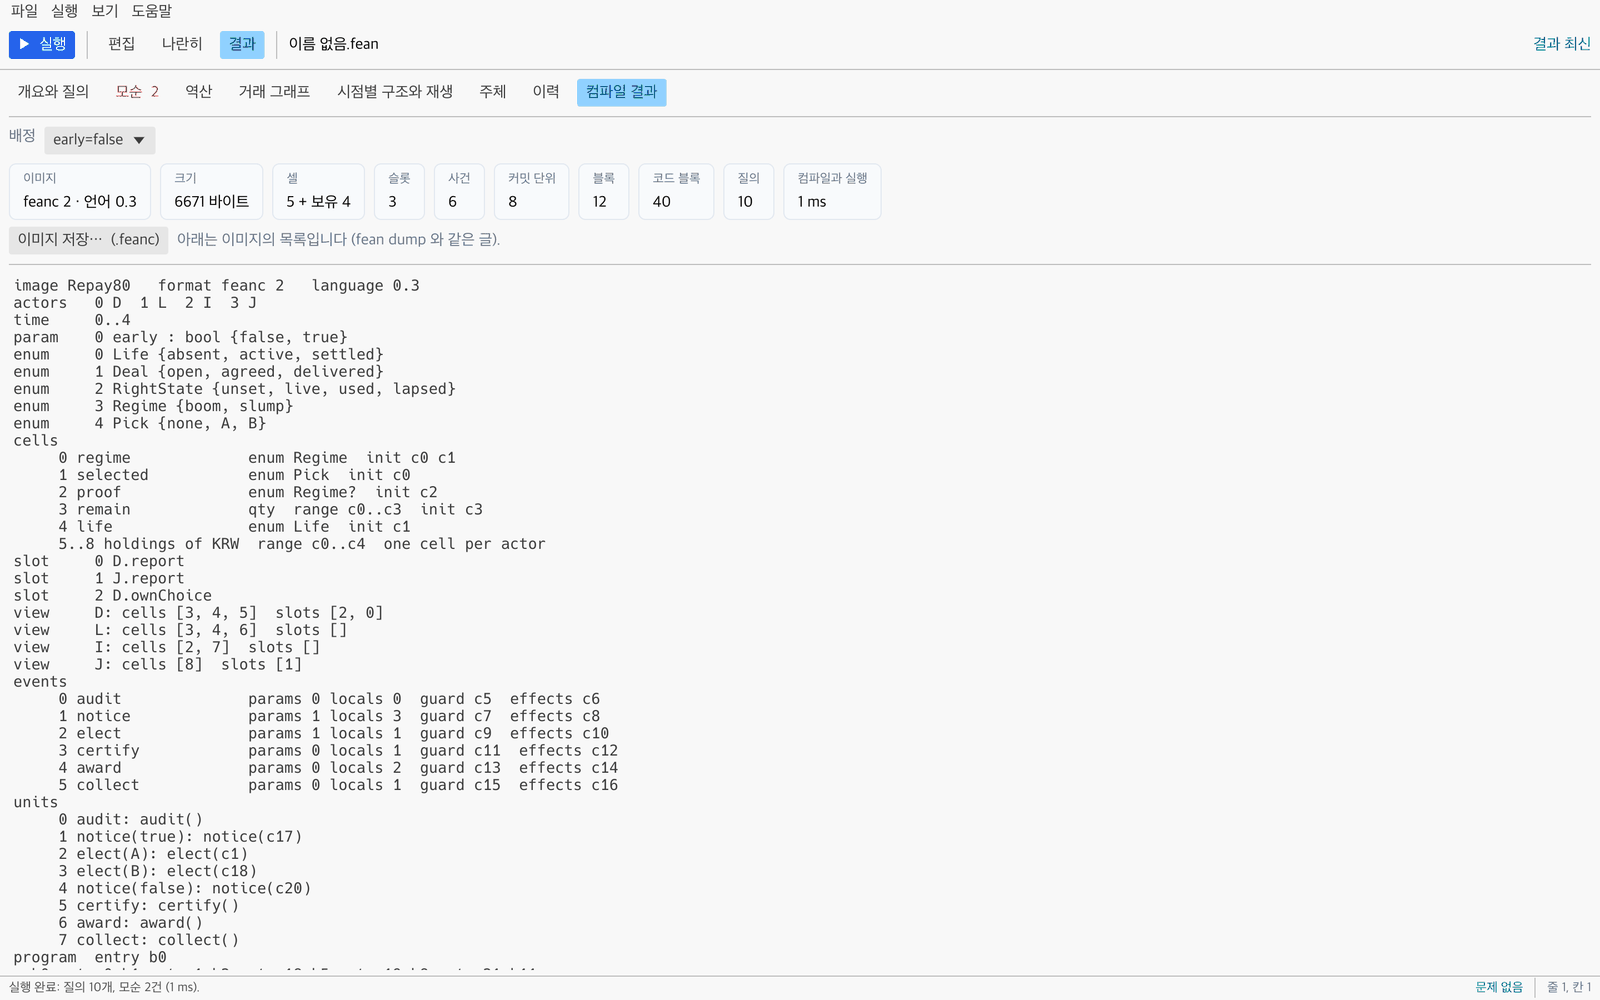 파일 실행 보기 도움말
▶ 실행 편집 나란히 결과 이름 없음.fean 결과 최신
개요와 질의 모순 2 역산 거래 그래프 시점별 구조와 재생 주체 이력 컴파일 결과
배정 early=false ▼
이미지 크기 셀 슬롯 사건 커밋 단위 블록 코드 블록 질의 컴파일과 실행
feanc 2 · 언어 0.3 6671 바이트 5 + 보유 4 3 6 8 12 40 10 1 ms
이미지 저장… (.feanc) 아래는 이미지의 목록입니다 (fean dump 와 같은 글).
image Repay80 format feanc 2 language 0.3
actors 0 D 1 L 2 I 3 J
time 0..4
param 0 early : bool {false, true}
enum 0 Life {absent, active, settled}
enum 1 Deal {open, agreed, delivered}
enum 2 RightState {unset, live, used, lapsed}
enum 3 Regime {boom, slump}
enum 4 Pick {none, A, B}
cells
0 regime enum Regime init c0 c1
1 selected enum Pick init c0
2 proof enum Regime? init c2
3 remain qty range c0..c3 init c3
4 life enum Life init c1
5..8 holdings of KRW range c0..c4 one cell per actor
slot 0 D.report
slot 1 J.report
slot 2 D.ownChoice
view D: cells [3, 4, 5] slots [2, 0]
view L: cells [3, 4, 6] slots []
view I: cells [2, 7] slots []
view J: cells [8] slots [1]
events
0 audit params 0 locals 0 guard c5 effects c6
1 notice params 1 locals 3 guard c7 effects c8
2 elect params 1 locals 1 guard c9 effects c10
3 certify params 0 locals 1 guard c11 effects c12
4 award params 0 locals 2 guard c13 effects c14
5 collect params 0 locals 1 guard c15 effects c16
units
0 audit: audit()
1 notice(true): notice(c17)
2 elect(A): elect(c1)
3 elect(B): elect(c18)
4 notice(false): notice(c20)
5 certify: certify()
6 award: award()
7 collect: collect()
program entry b0
실행 완료: 질의 10개, 모순 2건 (1 ms). 문제 없음 줄 1, 칸 1